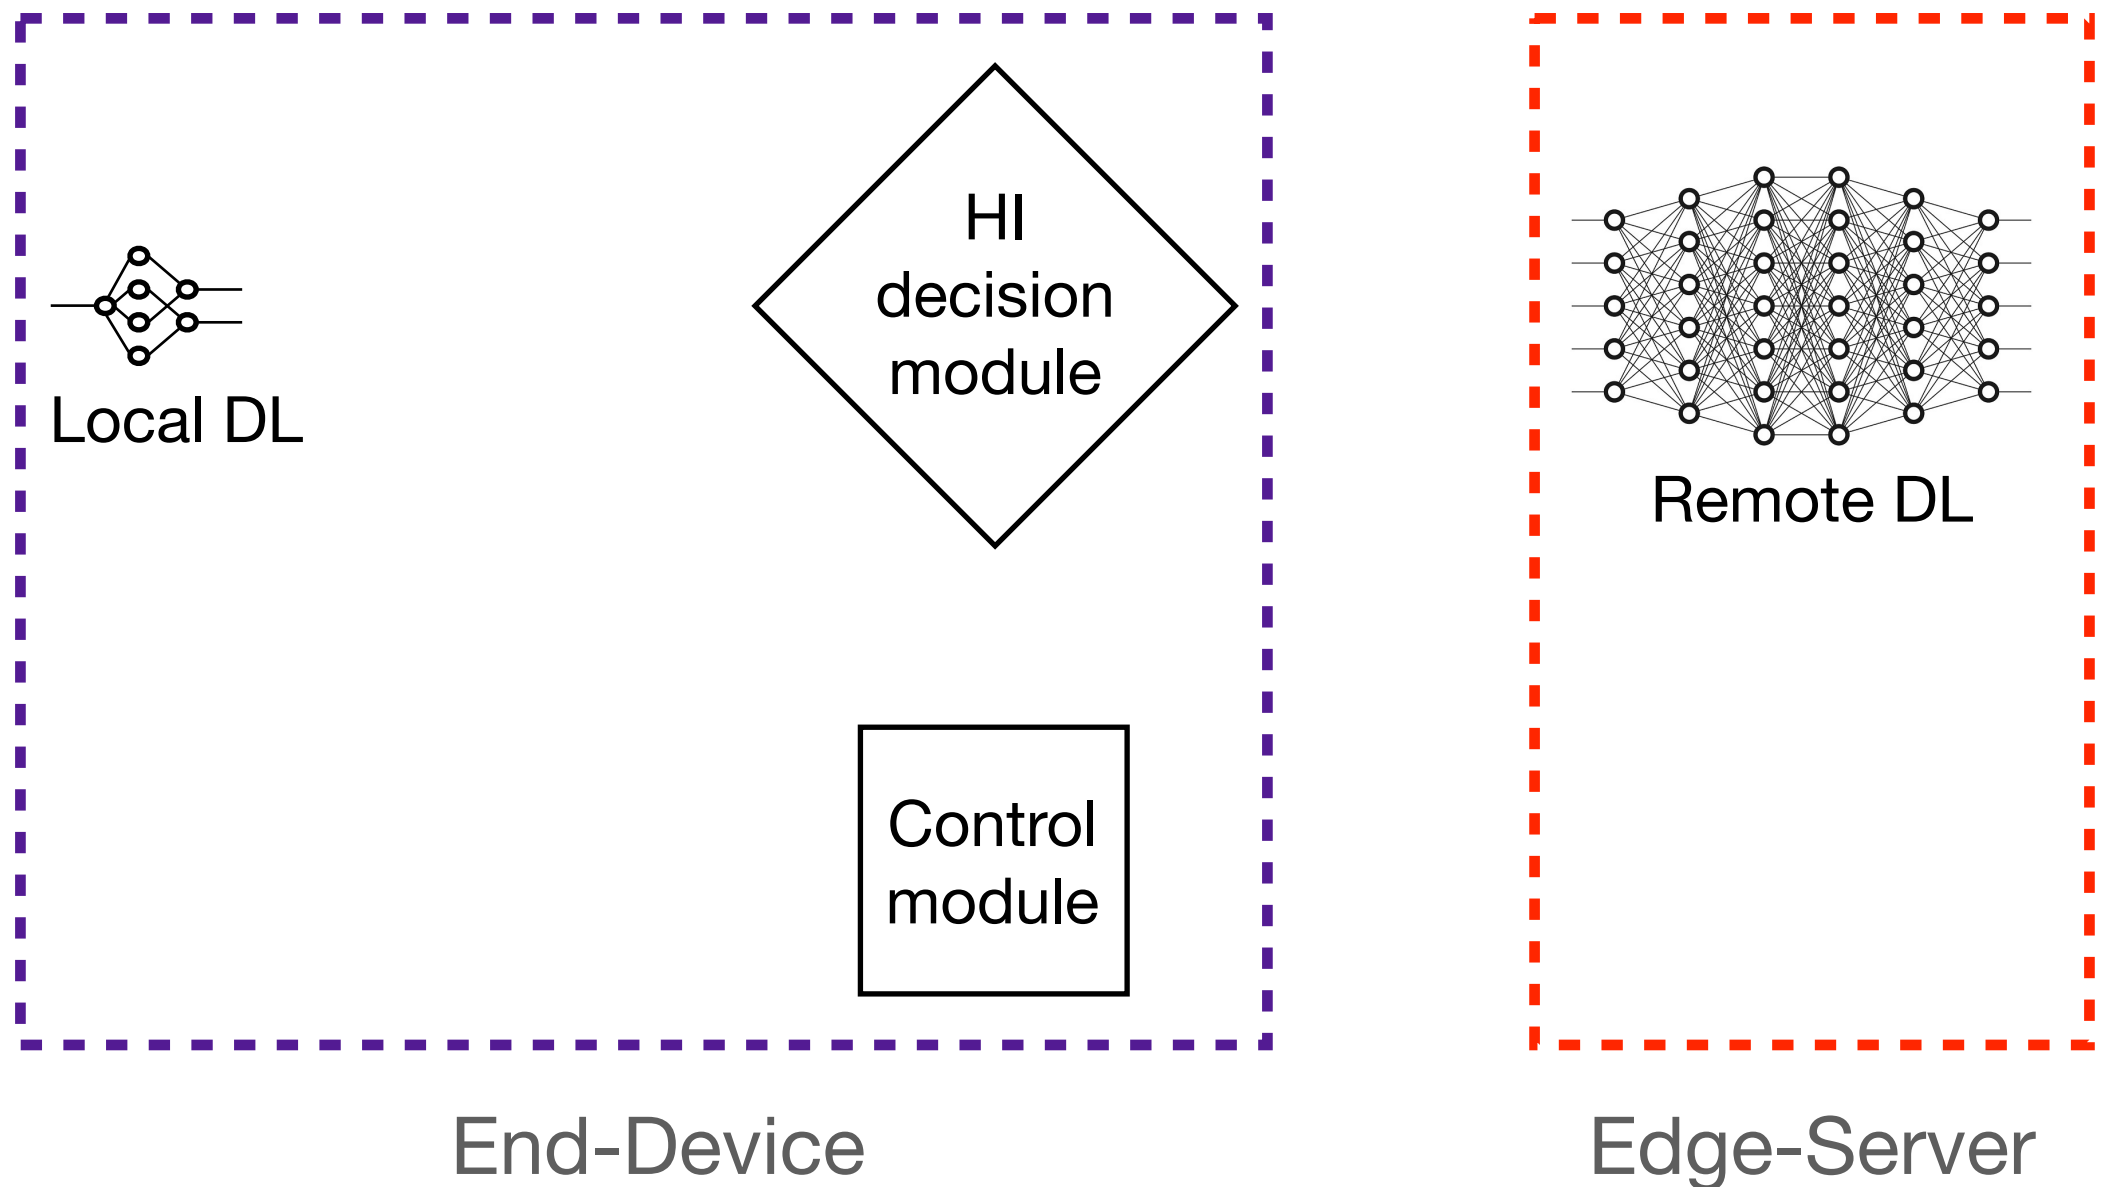 HI
decision
module
Local DL
Remote DL
Control
module
End-Device
Edge-Server